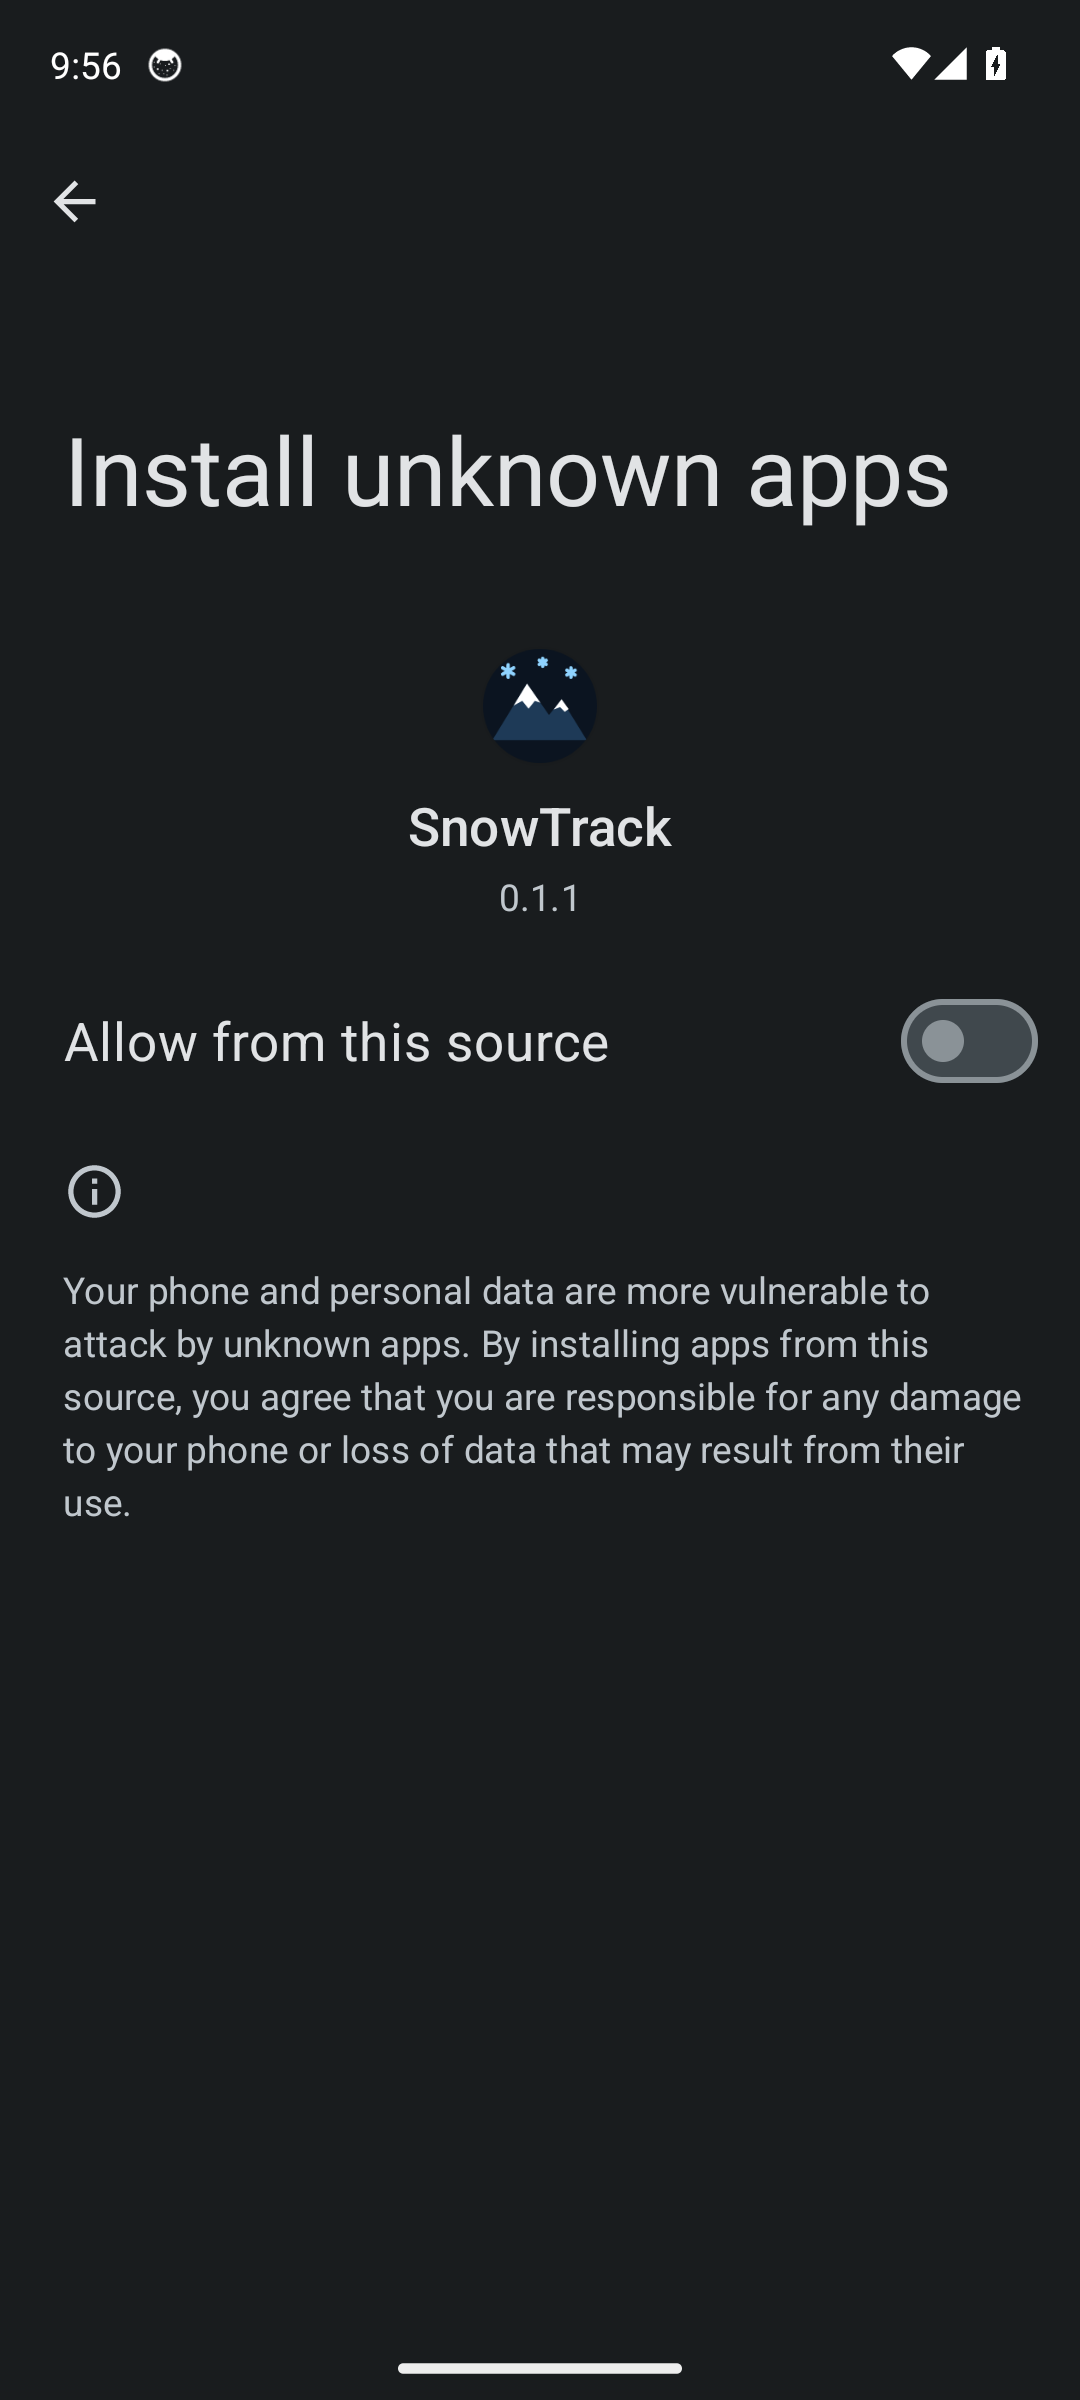 9:56
Install unknown apps
SnowTrack
0.1.1
Allow from this source
Your phone and personal data are more vulnerable to
attack by unknown apps. By installing apps from this
source, you agree that you are responsible for any damage
to your phone or loss of data that may result from their
use.